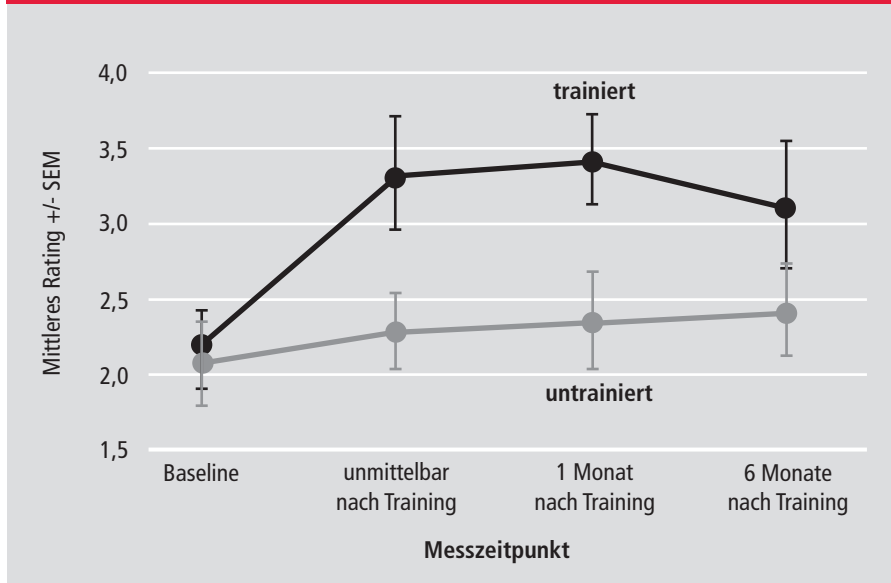 4,0
trainiert
3,5
3,0
2,5
2,0
untrainiert
1,5
Mittleres Rating +/- SEM
Baseline
unmittelbar
nach Training
1 Monat
nach Training
6 Monate
nach Training
Messzeitpunkt